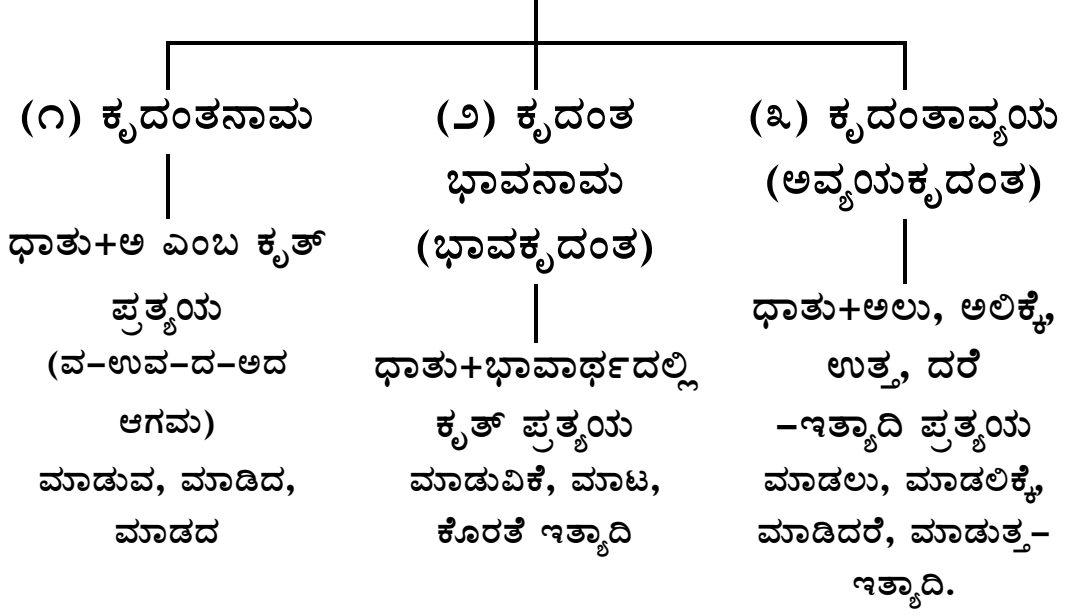 (೧) ಕೃದಂತನಾಮ
ಧಾತು+ಅ ಎಂಬ ಕೃತ್
ಪ್ರತ್ಯಯ
(ವ–ಉವ–ದ–ಅದ
ಆಗಮ)
ಮಾಡುವ, ಮಾಡಿದ,
ಮಾಡದ
(೨) ಕೃದಂತ
ಭಾವನಾಮ
(ಭಾವಕೃದಂತ)
ಧಾತು+ಭಾವಾರ್ಥದಲ್ಲಿ
ಕೃತ್ ಪ್ರತ್ಯಯ
ಮಾಡುವಿಕೆ, ಮಾಟ,
ಕೊರತೆ ಇತ್ಯಾದಿ
(೩) ಕೃದಂತಾವ್ಯಯ
(ಅವ್ಯಯಕೃದಂತ)
ಧಾತು+ಅಲು, ಅಲಿಕ್ಕೆ,
ಉತ್ತ, ದರೆ
–ಇತ್ಯಾದಿ ಪ್ರತ್ಯಯ
ಮಾಡಲು, ಮಾಡಲಿಕ್ಕೆ,
ಮಾಡಿದರೆ, ಮಾಡುತ್ತ–
ಇತ್ಯಾದಿ.